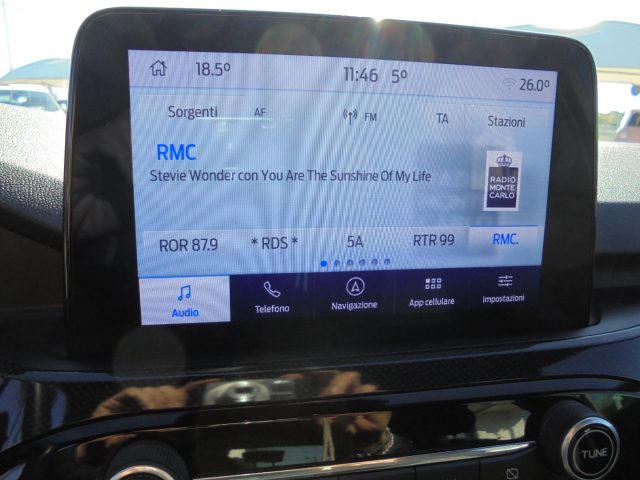 18.5° 11:46 5° 26.0°
Sorgenti AF FM TA Stazioni
RMC
Stevie Wonder con You Are The Sunshine Of My Life
RADIO
MONTE
CARLO
ROR 87.9 * RDS * 5A RTR 99 RMC.
Audio Telefono Navigazione App cellulare Impostazioni
TUNE